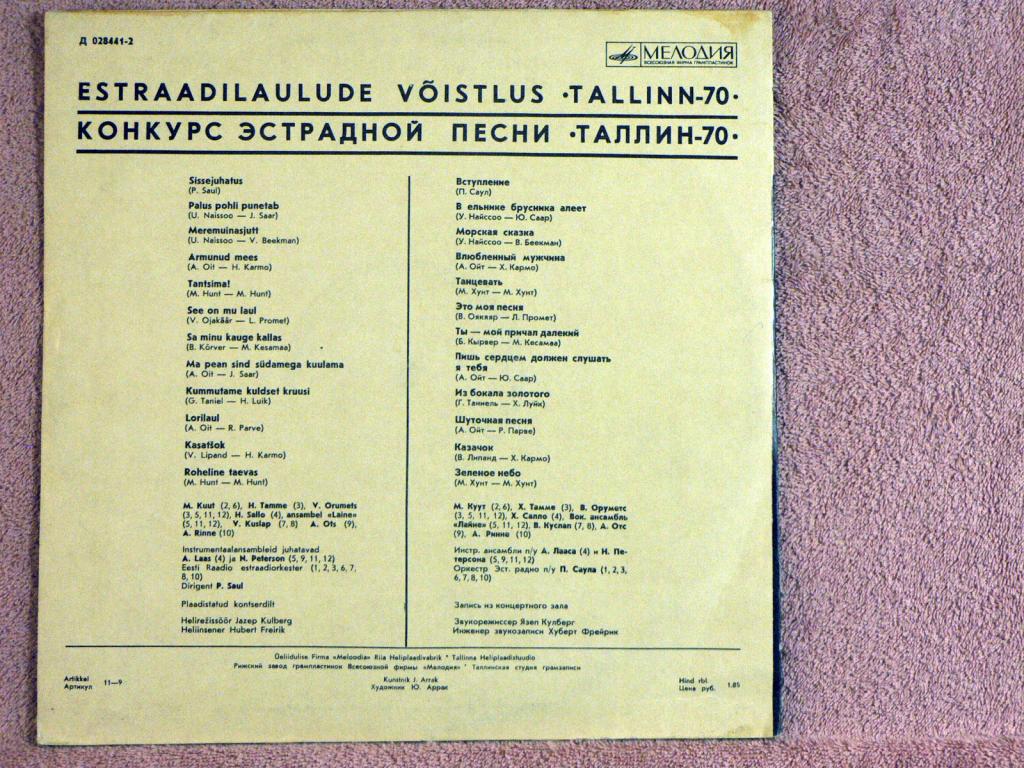 Д 028441-2
МЕЛОДИЯ
ВСЕСОЮЗНАЯ ФИРМА ГРАМПЛАСТИНОК
ESTRAADILAULUDE VÕISTLUS •TALLINN-70•
КОНКУРС ЭСТРАДНОЙ ПЕСНИ •ТАЛЛИН-70•
Sissejuhatus
(P. Saul)
Palus pohli punetab
(U. Naissoo — J. Saar)
Meremuinasjutt
(U. Naissoo — V. Beekman)
Armunud mees
(A. Oit — H. Karmo)
Tantsima!
(M. Hunt — M. Hunt)
See on mu laul
(V. Ojakäär — L. Promet)
Sa minu kauge kallas
(B. Kõrver — M. Kesamaa)
Ma pean sind südamega kuulama
(A. Oit — J. Saar)
Kummutame kuldset kruusi
(G. Taniel — H. Luik)
Lorilaul
(A. Oit — R. Parve)
Kasatšok
(V. Lipand — H. Karmo)
Roheline taevas
(M. Hunt — M. Hunt)
M. Kuut (2, 6), H. Tamme (3), V. Orumets
(3, 5, 11, 12), H. Sallo (4), ansambel «Laine»
(5, 11, 12), V. Kuslap (7, 8) A. Ots (9),
A. Rinne (10)
Instrumentaalansambleid juhatavad
A. Laas (4) ja N. Peterson (5, 9, 11, 12)
Eesti Raadio estraadiorkester (1, 2, 3, 6, 7,
8, 10)
Dirigent P. Saul
Plaadistatud kontserdilt
Helirežissöör Jazep Kulberg
Heliinsener Hubert Freirik
Вступление
(П. Саул)
В ельнике брусника алеет
(У. Найссоо — Ю. Саар)
Морская сказка
(У. Найссоо — В. Беекман)
Влюбленный мужчина
(А. Ойт — Х. Кармо)
Танцевать
(М. Хунт — М. Хунт)
Это моя песня
(В. Ояккяр — Л. Промет)
Ты — мой причал далекий
(Б. Кырвер — М. Кесамаа)
Лишь сердцем должен слушать
я тебя
(А. Ойт — Ю. Саар)
Из бокала золотого
(Г. Таниель — Х. Луйк)
Шуточная песня
(А. Ойт — Р. Парве)
Казачок
(В. Липанд — Х. Кармо)
Зеленое небо
(М. Хунт — М. Хунт)
М. Куут (2, 6), Х. Тамме (3), В. Оруметс
(3, 5, 11, 12), Х. Салло (4), Вок. ансамбль
«Лайне» (5, 11, 12), В. Куслап (7, 8), А. Отс
(9), А. Ринне (10)
Инстр. ансамбли п/у А. Лааса (4) и Н. Пе-
терсона (5, 9, 11, 12)
Оркестр Эст. радио п/у П. Саула (1, 2, 3,
6, 7, 8, 10)
Запись из концертного зала
Звукорежиссер Язеп Кулберг
Инженер звукозаписи Хуберт Фрейрик
Üleliidulise Firma «Meloodia» Riia Heliplaadivabrik * Tallinna Heliplaadistuudio
Рижский завод грампластинок Всесоюзной фирмы «Мелодия» * Таллинская студия грамзаписи
Artikkel
Артикул 11—9
Kunstnik J. Arrak
Художник Ю. Аррак
Hind rbl.
Цена руб. 1.85